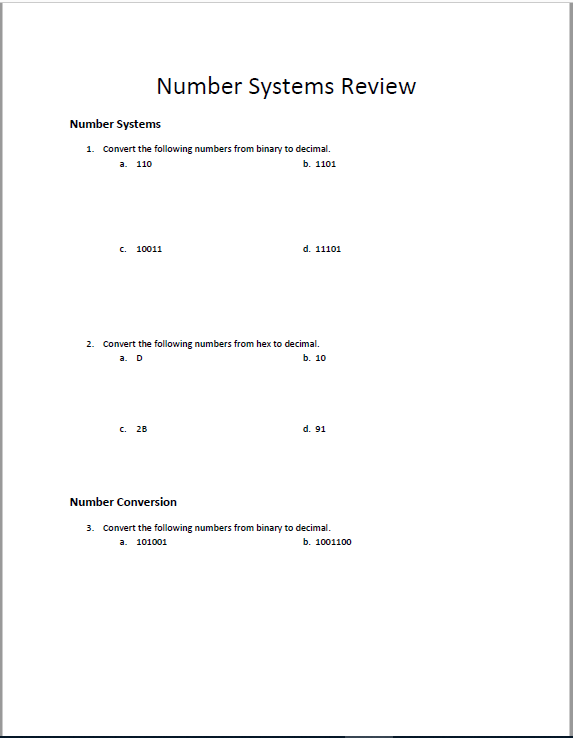 Number Systems Review
Number Systems
1. Convert the following numbers from binary to decimal.
a. 110 b. 1101
c. 10011 d. 11101
2. Convert the following numbers from hex to decimal.
a. D b. 10
c. 2B d. 91
Number Conversion
3. Convert the following numbers from binary to decimal.
a. 101001 b. 1001100